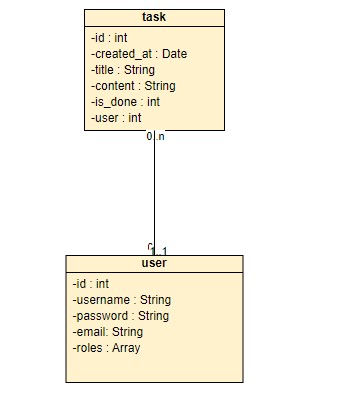 task
-id : int
-created_at : Date
-title : String
-content : String
-is_done : int
-user : int
0..n
1..1
user
-id : int
-username : String
-password : String
-email: String
-roles : Array